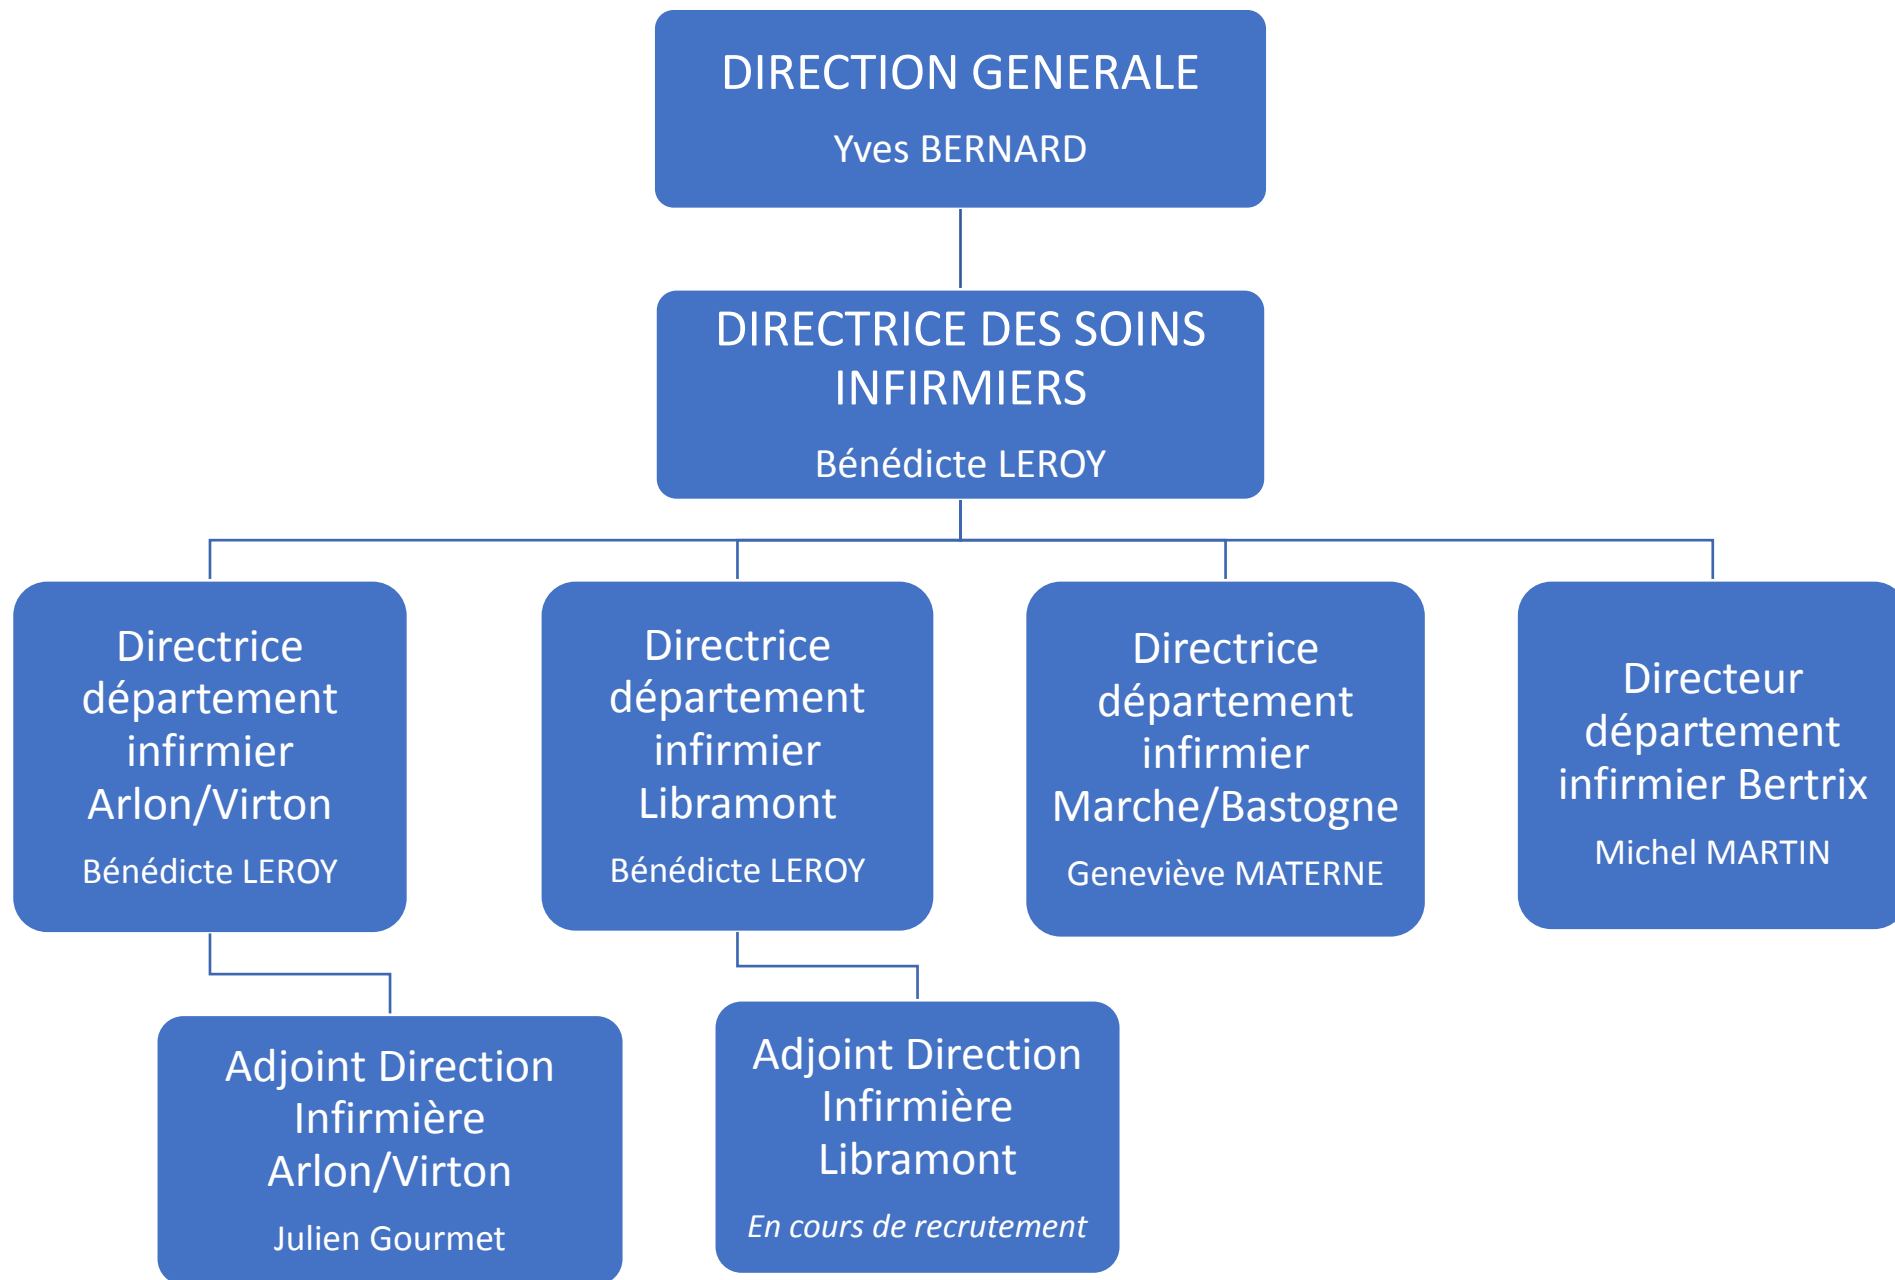 DIRECTION GENERALE
Yves BERNARD
DIRECTRICE DES SOINS
INFIRMIERS
Bénédicte LEROY
Directrice
département
infirmier
Arlon/Virton
Bénédicte LEROY
Directrice
département
infirmier
Libramont
Bénédicte LEROY
Directrice
département
infirmier
Marche/Bastogne
Geneviève MATERNE
Directeur
département
infirmier Bertrix
Michel MARTIN
Adjoint Direction
Infirmière
Arlon/Virton
Julien Gourmet
Adjoint Direction
Infirmière
Libramont
En cours de recrutement